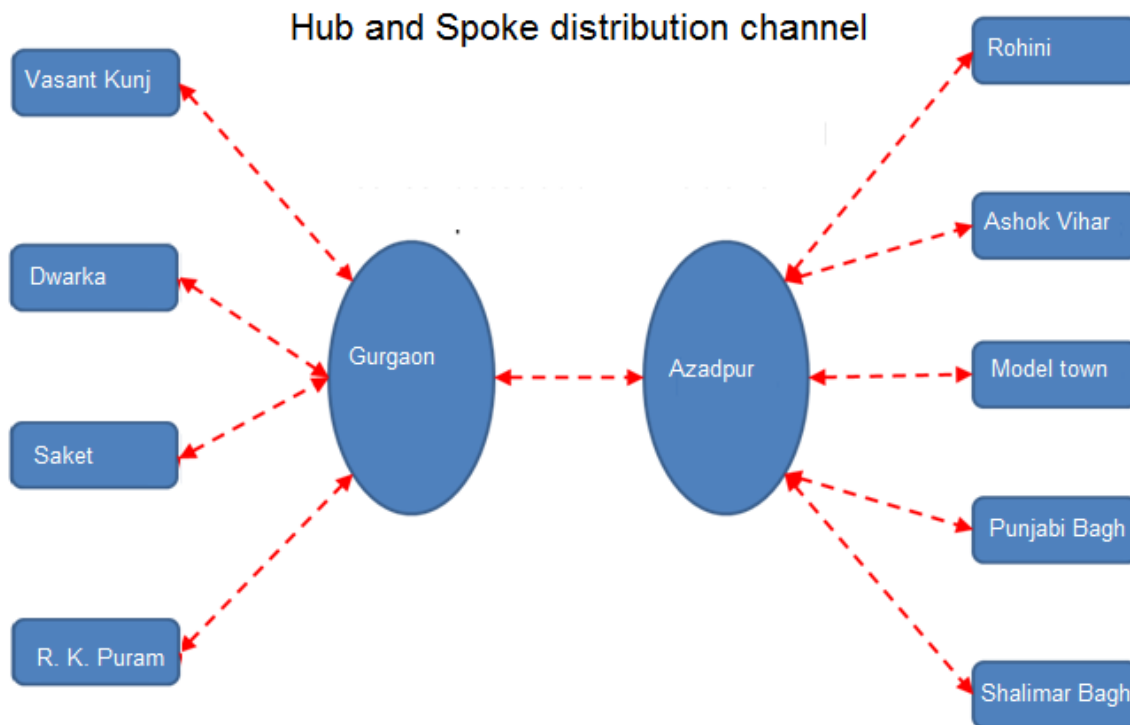 Hub and Spoke distribution channel
Vasant Kunj
Dwarka
Saket
R. K. Puram
Gurgaon
Azadpur
Rohini
Ashok Vihar
Model town
Punjabi Bagh
Shalimar Bagh